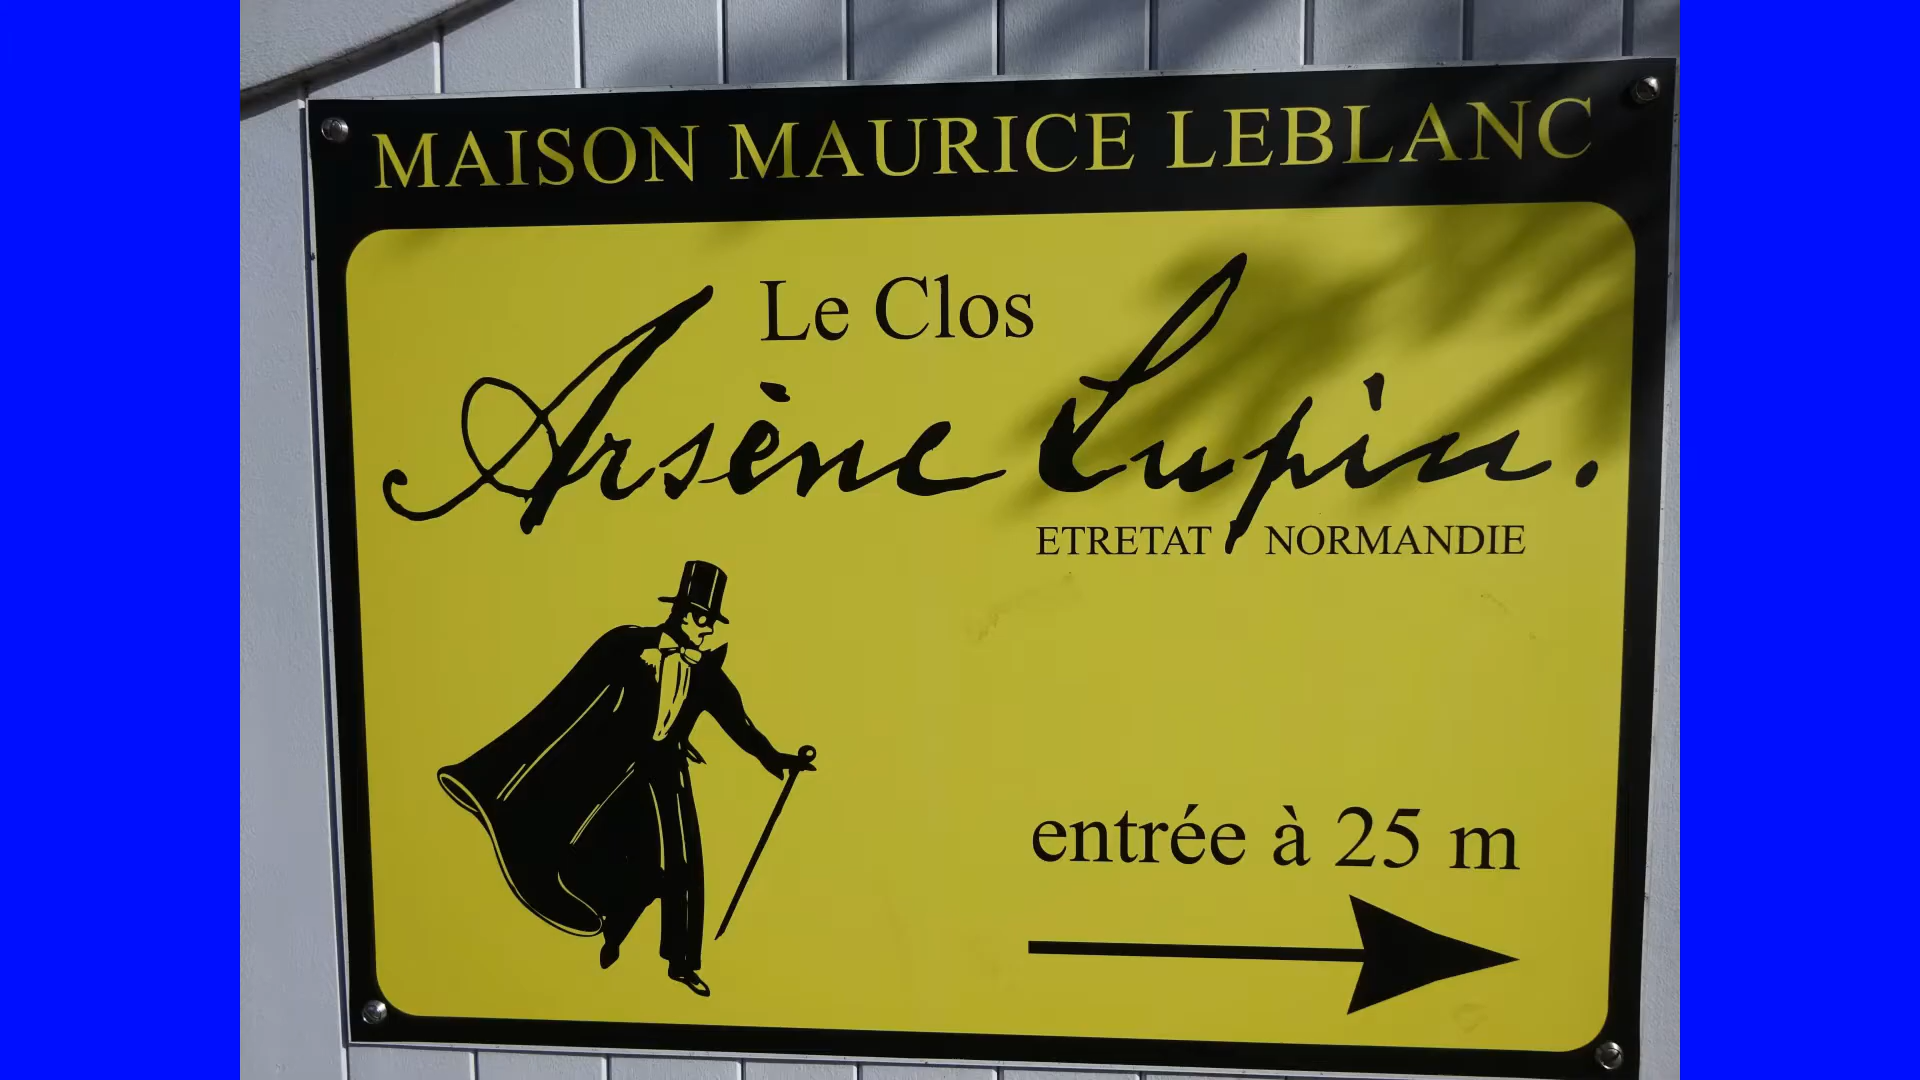 MAISON MAURICE LEBLANC
Le Clos
Arsène Lupin.
ETRETAT NORMANDIE
entrée à 25 m